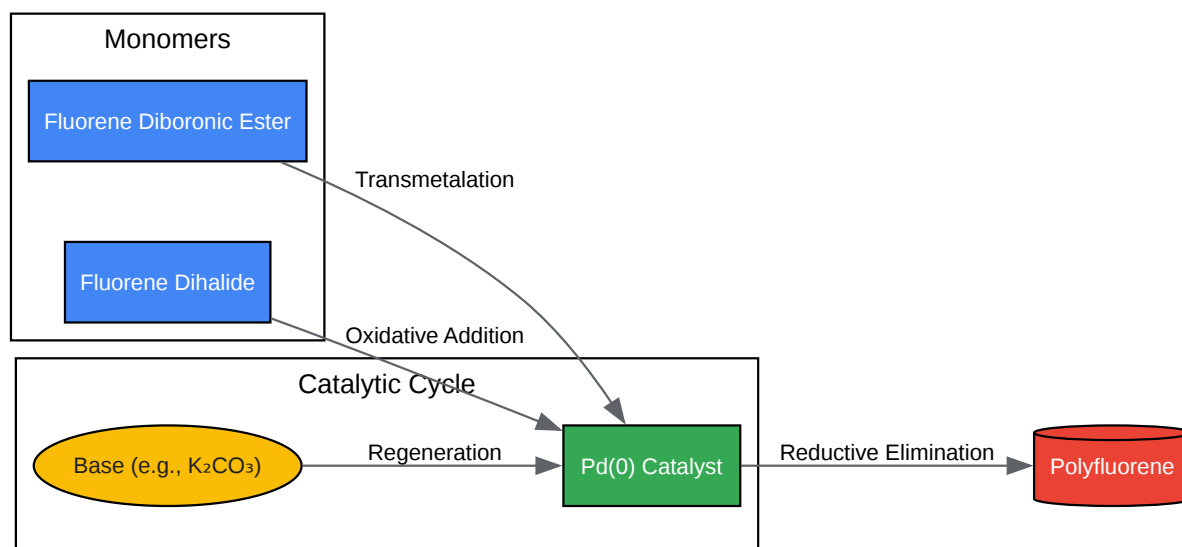 Monomers
Fluorene Diboronic Ester
Transmetalation
Fluorene Dihalide
Oxidative Addition
Catalytic Cycle
Base (e.g., K₂CO₃)
Regeneration
Pd(0) Catalyst
Reductive Elimination
Polyfluorene